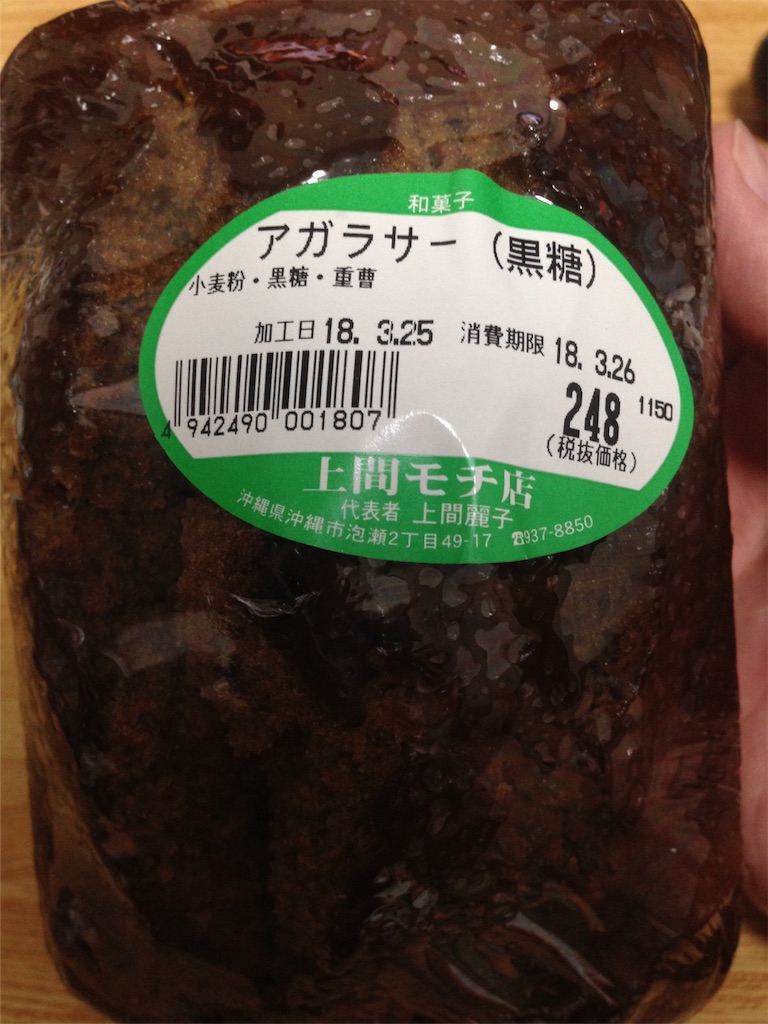 和菓子
アガラサー (黒糖)
小麦粉・黒糖・重曹
加工日 18. 3.25 消費期限 18. 3.26
4 942490 001807
248 1150
(税抜価格)
上間モチ店
代表者 上間麗子
沖縄県沖縄市泡瀬2丁目49-17 ☎937-8850